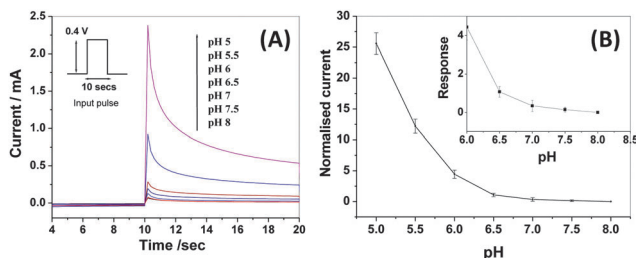 (A)
Current / mA
2.5
2.0
1.5
1.0
0.5
0.0
0.4 V
10 secs
Input pulse
pH 5
pH 5.5
pH 6
pH 6.5
pH 7
pH 7.5
pH 8
4 6 8 10 12 14 16 18 20
Time /sec
(B)
Normalised current
30
25
20
15
10
5
0
Response
4
2
0
6.0 6.5 7.0 7.5 8.0 8.5
pH
5.0 5.5 6.0 6.5 7.0 7.5 8.0
pH